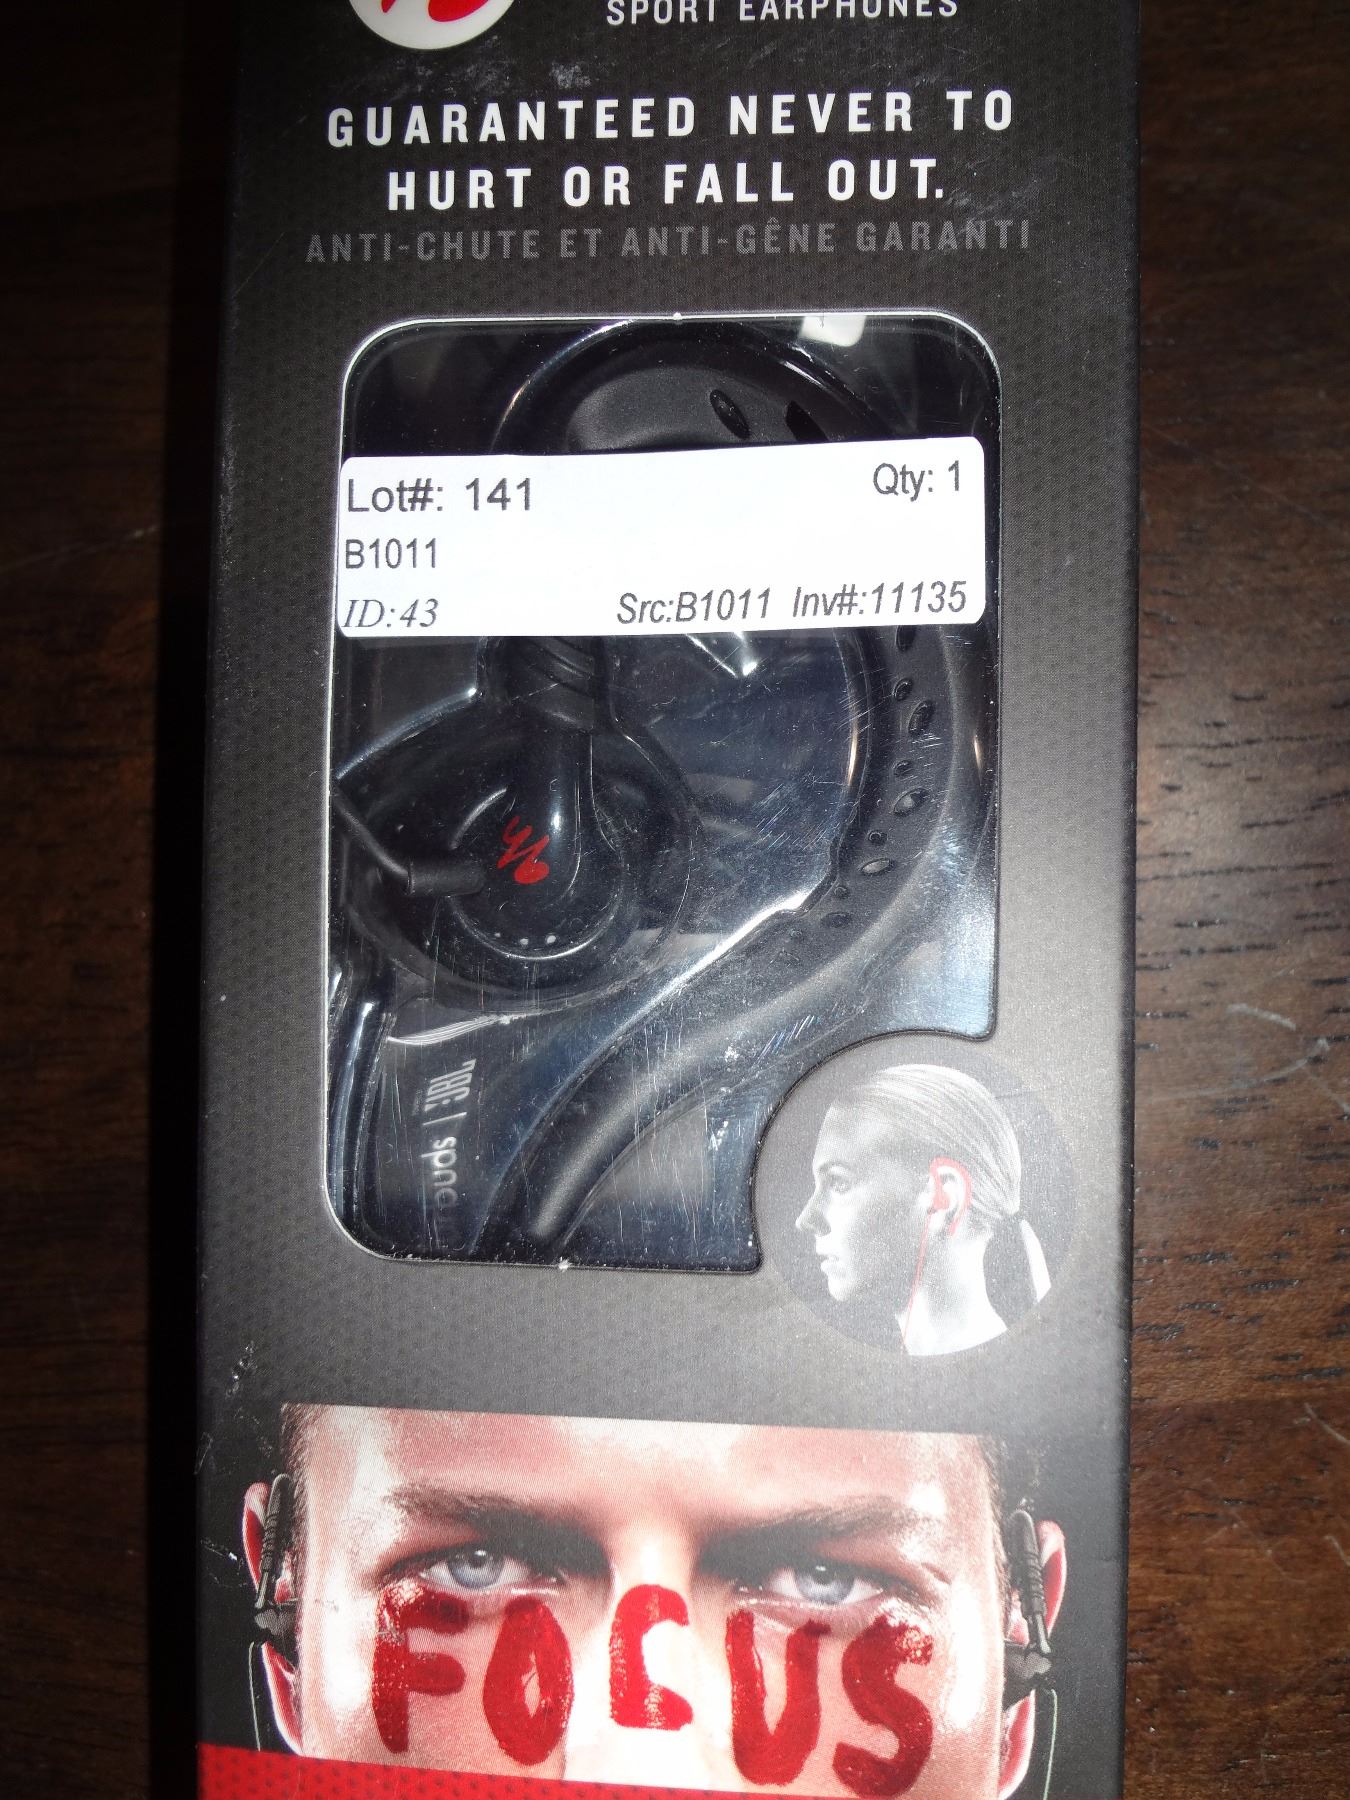 SPORT EARPHONES
GUARANTEED NEVER TO
HURT OR FALL OUT.
ANTI-CHUTE ET ANTI-GÊNE GARANTI
Lot#: 141
Qty: 1
B1011
ID:43
Src:B1011 Inv#:11135
JBL
FOCUS